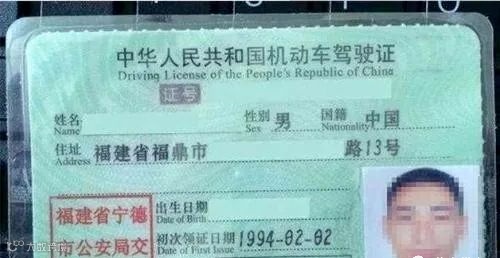 中华人民共和国机动车驾驶证
Driving License of the People's Republic of China
证号
姓名 性别 男 国籍 中国
Name Sex Nationality
住址 福建省福鼎市 路13号
Address
福建省宁德 出生日期
Date of Birth
市公安局交 初次领证日期 1994-02-02
Date of First Issue